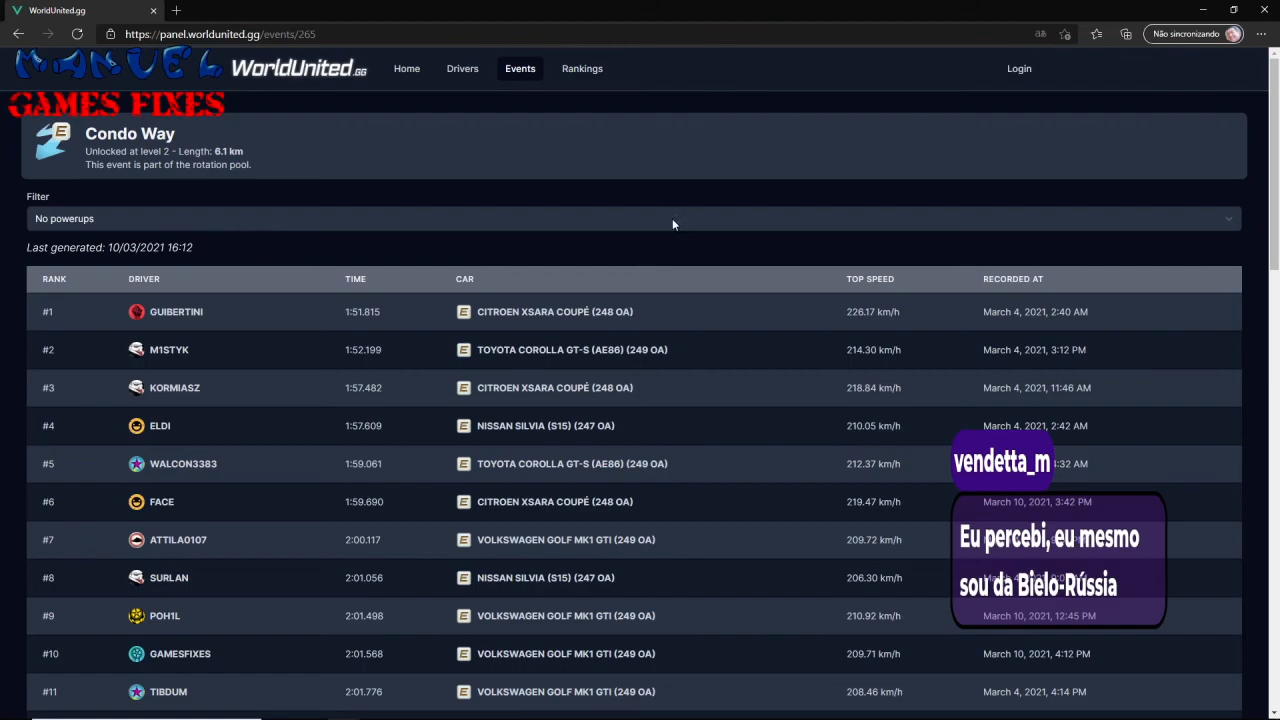 WorldUnited.gg
https://panel.worldunited.gg/events/265
Não sincronizando
MANUEL
GAMES FIXES
WORLDUNITED.GG
Home
Drivers
Events
Rankings
Login
E
Condo Way
Unlocked at level 2 - Length: 6.1 km
This event is part of the rotation pool.
Filter
No powerups
Last generated: 10/03/2021 16:12
RANK DRIVER TIME CAR TOP SPEED RECORDED AT
#1 GUIBERTINI 1:51.815 E CITROEN XSARA COUPÉ (248 OA) 226.17 km/h March 4, 2021, 2:40 AM
#2 M1STYK 1:52.199 E TOYOTA COROLLA GT-S (AE86) (249 OA) 214.30 km/h March 4, 2021, 3:12 PM
#3 KORMIASZ 1:57.482 E CITROEN XSARA COUPÉ (248 OA) 218.84 km/h March 4, 2021, 11:46 AM
#4 ELDI 1:57.609 E NISSAN SILVIA (S15) (247 OA) 210.05 km/h March 4, 2021, 2:42 AM
#5 WALCON3383 1:59.061 E TOYOTA COROLLA GT-S (AE86) (249 OA) 212.37 km/h :32 AM
vendetta_m
#6 FACE 1:59.690 E CITROEN XSARA COUPÉ (248 OA) 219.47 km/h March 10, 2021, 3:42 PM
#7 ATTILA0107 2:00.117 E VOLKSWAGEN GOLF MK1 GTI (249 OA) 209.72 km/h
Eu percebi, eu mesmo
#8 SURLAN 2:01.056 E NISSAN SILVIA (S15) (247 OA) 206.30 km/h
sou da Bielo-Rússia
#9 POH1L 2:01.498 E VOLKSWAGEN GOLF MK1 GTI (249 OA) 210.92 km/h March 10, 2021, 12:45 PM
#10 GAMESFIXES 2:01.568 E VOLKSWAGEN GOLF MK1 GTI (249 OA) 209.71 km/h March 10, 2021, 4:12 PM
#11 TIBDUM 2:01.776 E VOLKSWAGEN GOLF MK1 GTI (249 OA) 208.46 km/h March 4, 2021, 4:14 PM